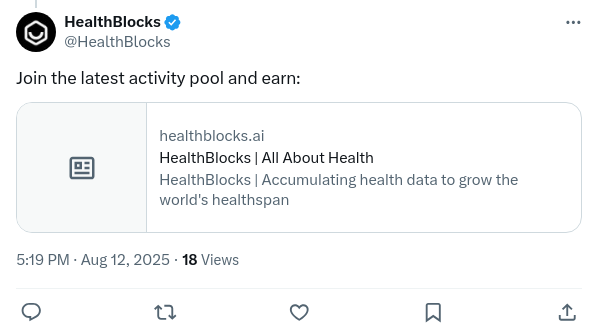 HealthBlocks
@HealthBlocks
Join the latest activity pool and earn:
healthblocks.ai
HealthBlocks | All About Health
HealthBlocks | Accumulating health data to grow the
world's healthspan
5:19 PM · Aug 12, 2025 · 18 Views